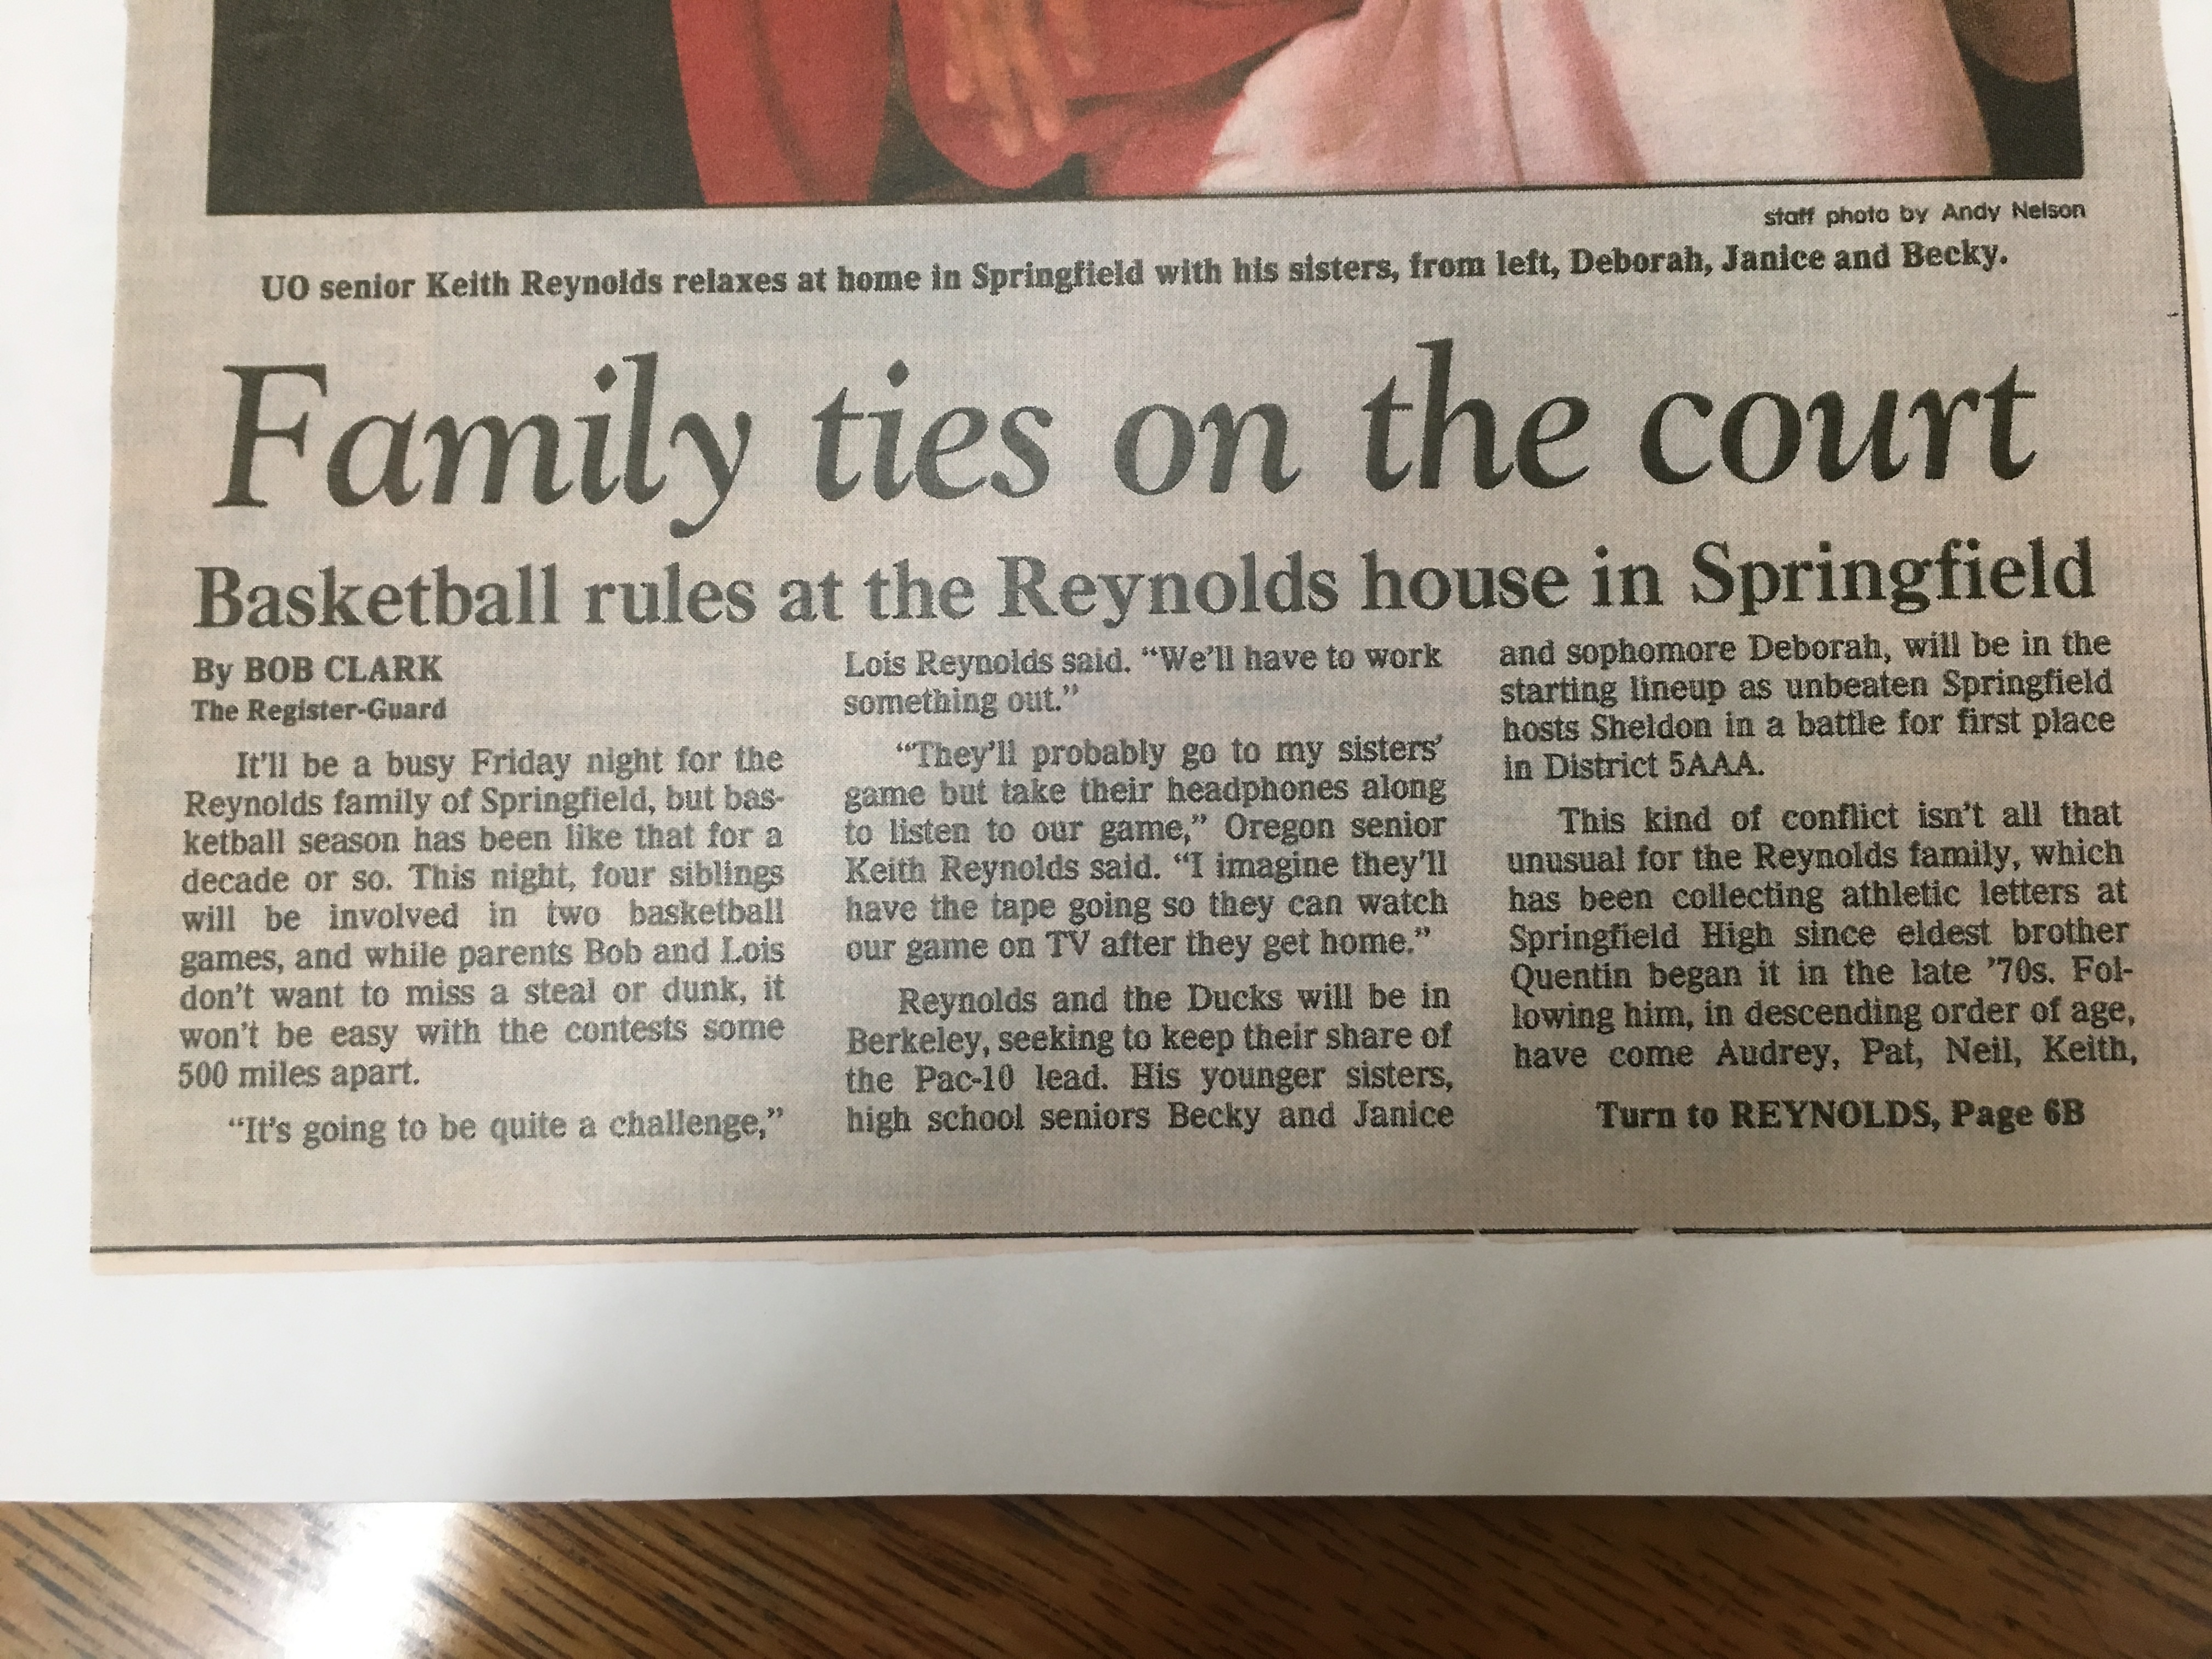 staff photo by Andy Nelson
UO senior Keith Reynolds relaxes at home in Springfield with his sisters, from left, Deborah, Janice and Becky.
Family ties on the court
Basketball rules at the Reynolds house in Springfield
By BOB CLARK
The Register-Guard
It'll be a busy Friday night for the
Reynolds family of Springfield, but bas-
ketball season has been like that for a
decade or so. This night, four siblings
will be involved in two basketball
games, and while parents Bob and Lois
don't want to miss a steal or dunk, it
won't be easy with the contests some
500 miles apart.
"It's going to be quite a challenge,"
Lois Reynolds said. "We'll have to work
something out."
"They'll probably go to my sisters'
game but take their headphones along
to listen to our game," Oregon senior
Keith Reynolds said. "I imagine they'll
have the tape going so they can watch
our game on TV after they get home."
Reynolds and the Ducks will be in
Berkeley, seeking to keep their share of
the Pac-10 lead. His younger sisters,
high school seniors Becky and Janice
and sophomore Deborah, will be in the
starting lineup as unbeaten Springfield
hosts Sheldon in a battle for first place
in District 5AAA.
This kind of conflict isn't all that
unusual for the Reynolds family, which
has been collecting athletic letters at
Springfield High since eldest brother
Quentin began it in the late '70s. Fol-
lowing him, in descending order of age,
have come Audrey, Pat, Neil, Keith,
Turn to REYNOLDS, Page 6B